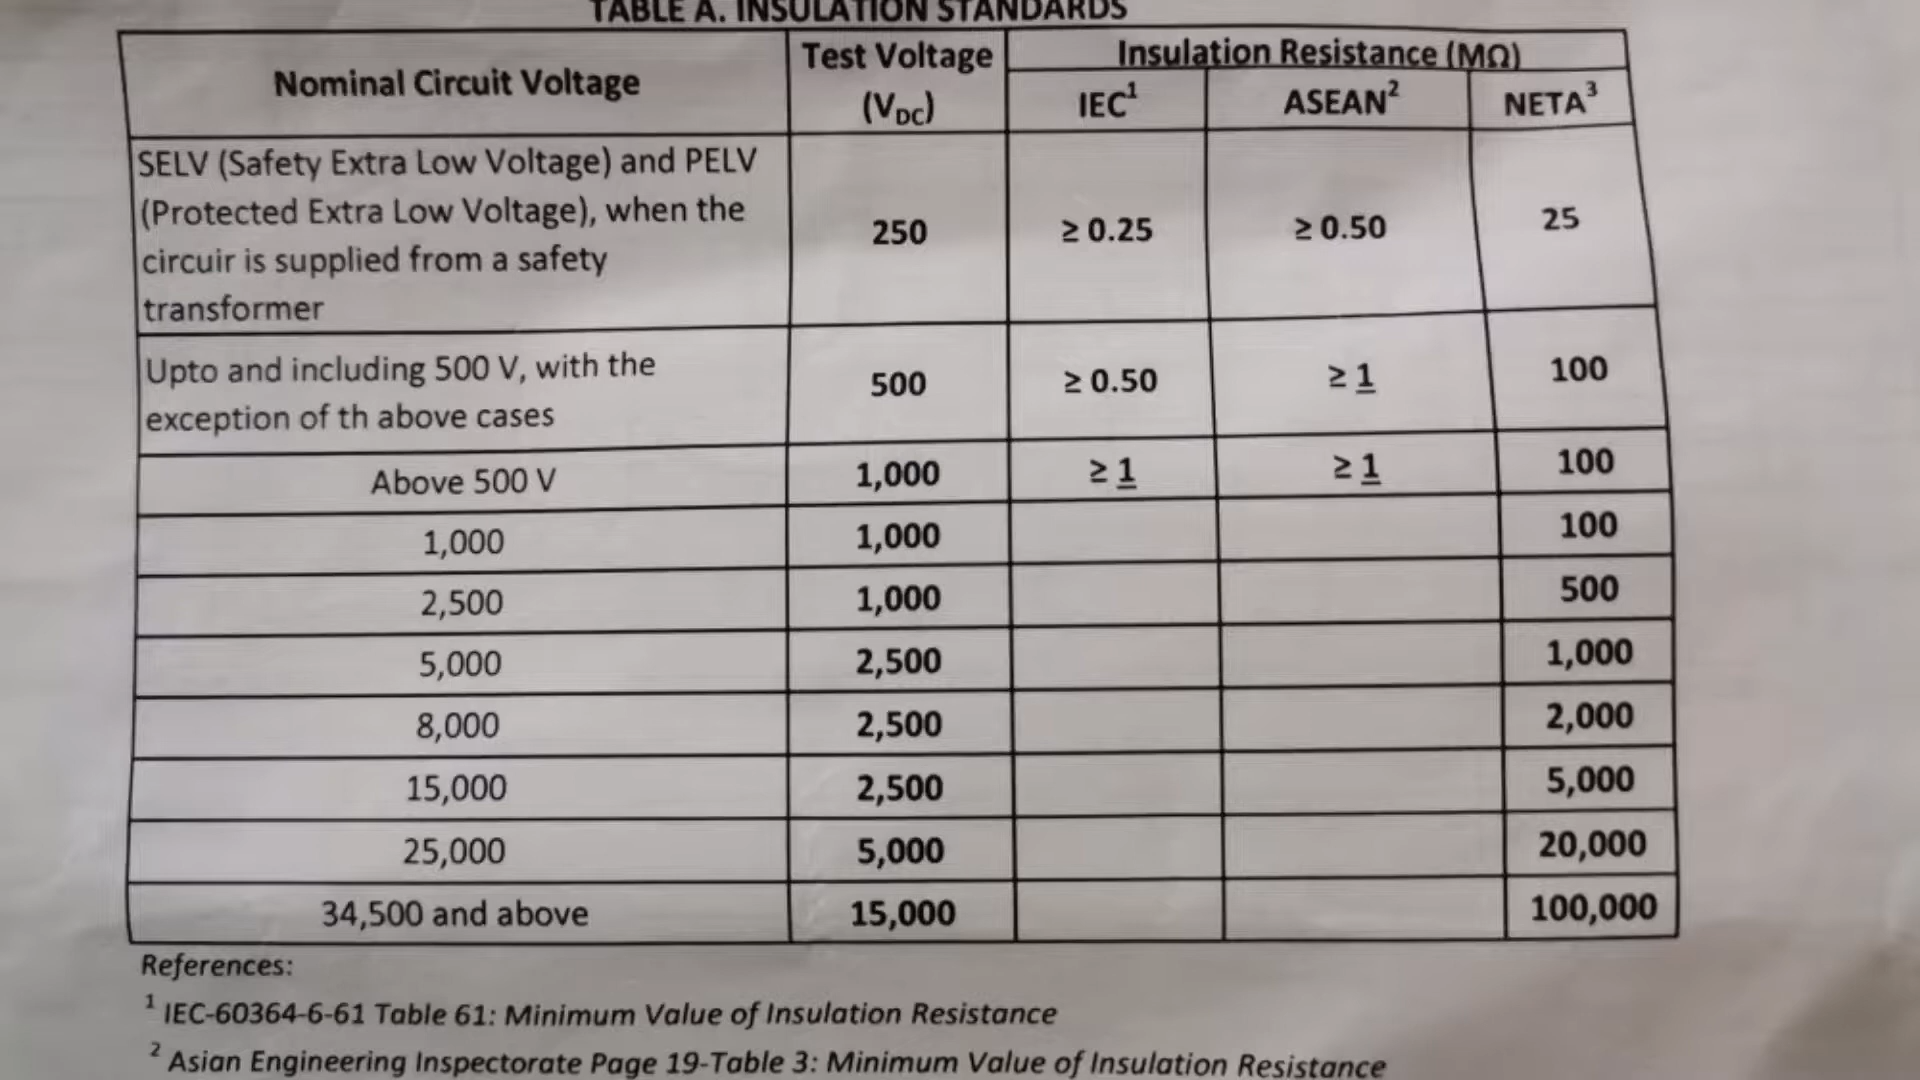 TABLE A. INSULATION STANDARDS
Nominal Circuit Voltage
Test Voltage
(VDC)
Insulation Resistance (MΩ)
IEC1
ASEAN2
NETA3
SELV (Safety Extra Low Voltage) and PELV
(Protected Extra Low Voltage), when the
circuir is supplied from a safety
transformer
250
≥ 0.25
≥ 0.50
25
Upto and including 500 V, with the
exception of th above cases
500
≥ 0.50
≥ 1
100
Above 500 V
1,000
≥ 1
≥ 1
100
1,000
1,000
100
2,500
1,000
500
5,000
2,500
1,000
8,000
2,500
2,000
15,000
2,500
5,000
25,000
5,000
20,000
34,500 and above
15,000
100,000
References:
1 IEC-60364-6-61 Table 61: Minimum Value of Insulation Resistance
2 Asian Engineering Inspectorate Page 19-Table 3: Minimum Value of Insulation Resistance